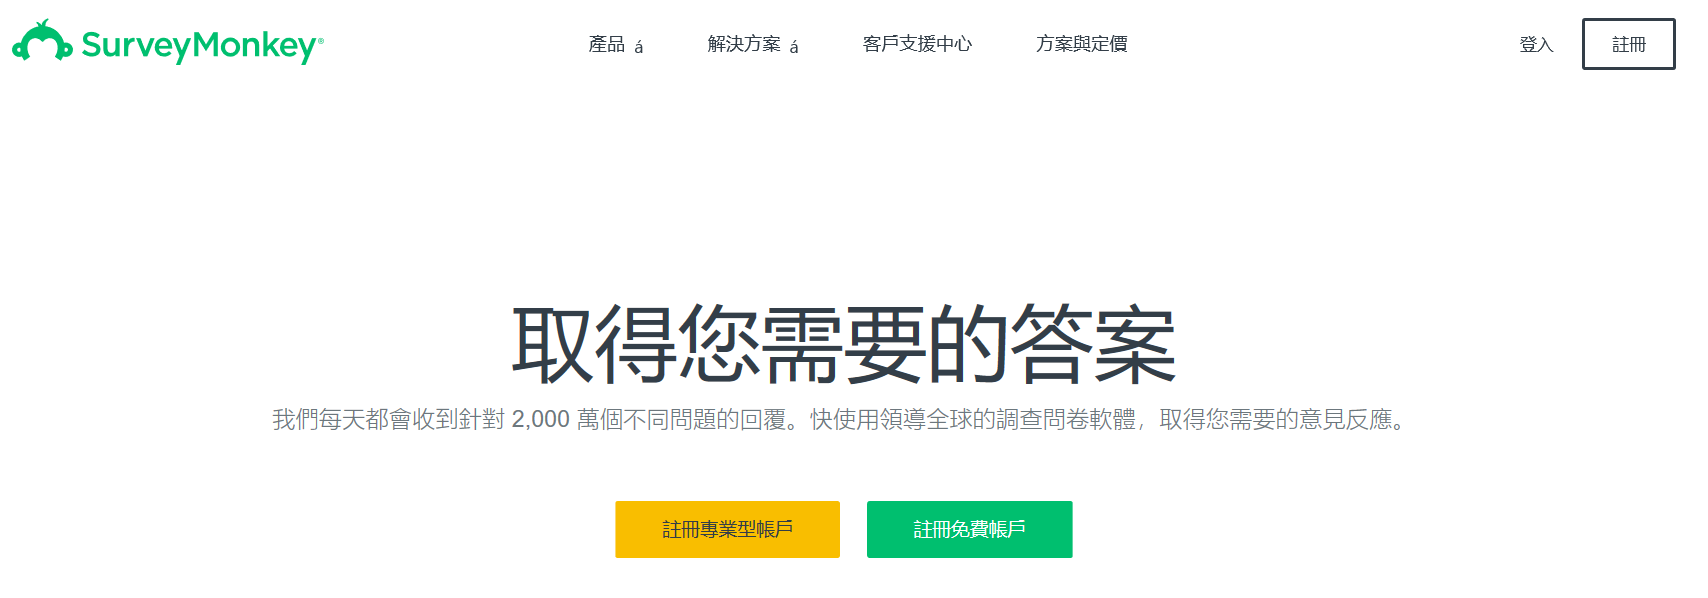 SurveyMonkey®
產品 á
解決方案 á
客戶支援中心
方案與定價
登入
註冊
取得您需要的答案
我們每天都會收到針對 2,000 萬個不同問題的回覆。快使用領導全球的調查問卷軟體，取得您需要的意見反應。
註冊專業型帳戶
註冊免費帳戶